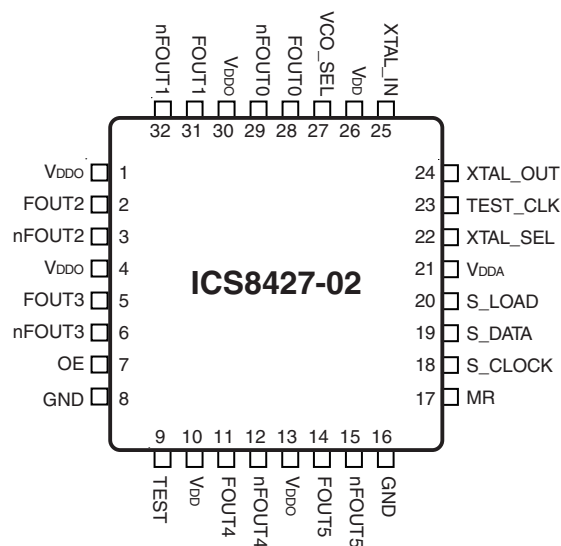 nFOUT1 FOUT1 VDDO nFOUT0 FOUT0 VCO_SEL VDD XTAL_IN
32 31 30 29 28 27 26 25
VDDO 1
FOUT2 2
nFOUT2 3
VDDO 4
FOUT3 5
nFOUT3 6
OE 7
GND 8
ICS8427-02
24 XTAL_OUT
23 TEST_CLK
22 XTAL_SEL
21 VDDA
20 S_LOAD
19 S_DATA
18 S_CLOCK
17 MR
9 10 11 12 13 14 15 16
TEST VDD FOUT4 nFOUT4 VDDO FOUT5 nFOUT5 GND